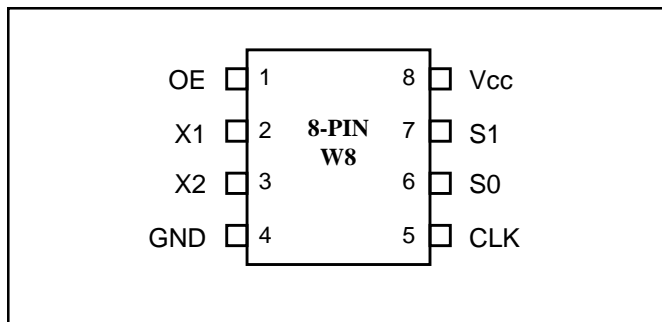 OE 1 8 Vcc
X1 2 8-PIN 7 S1
W8
X2 3 6 S0
GND 4 5 CLK